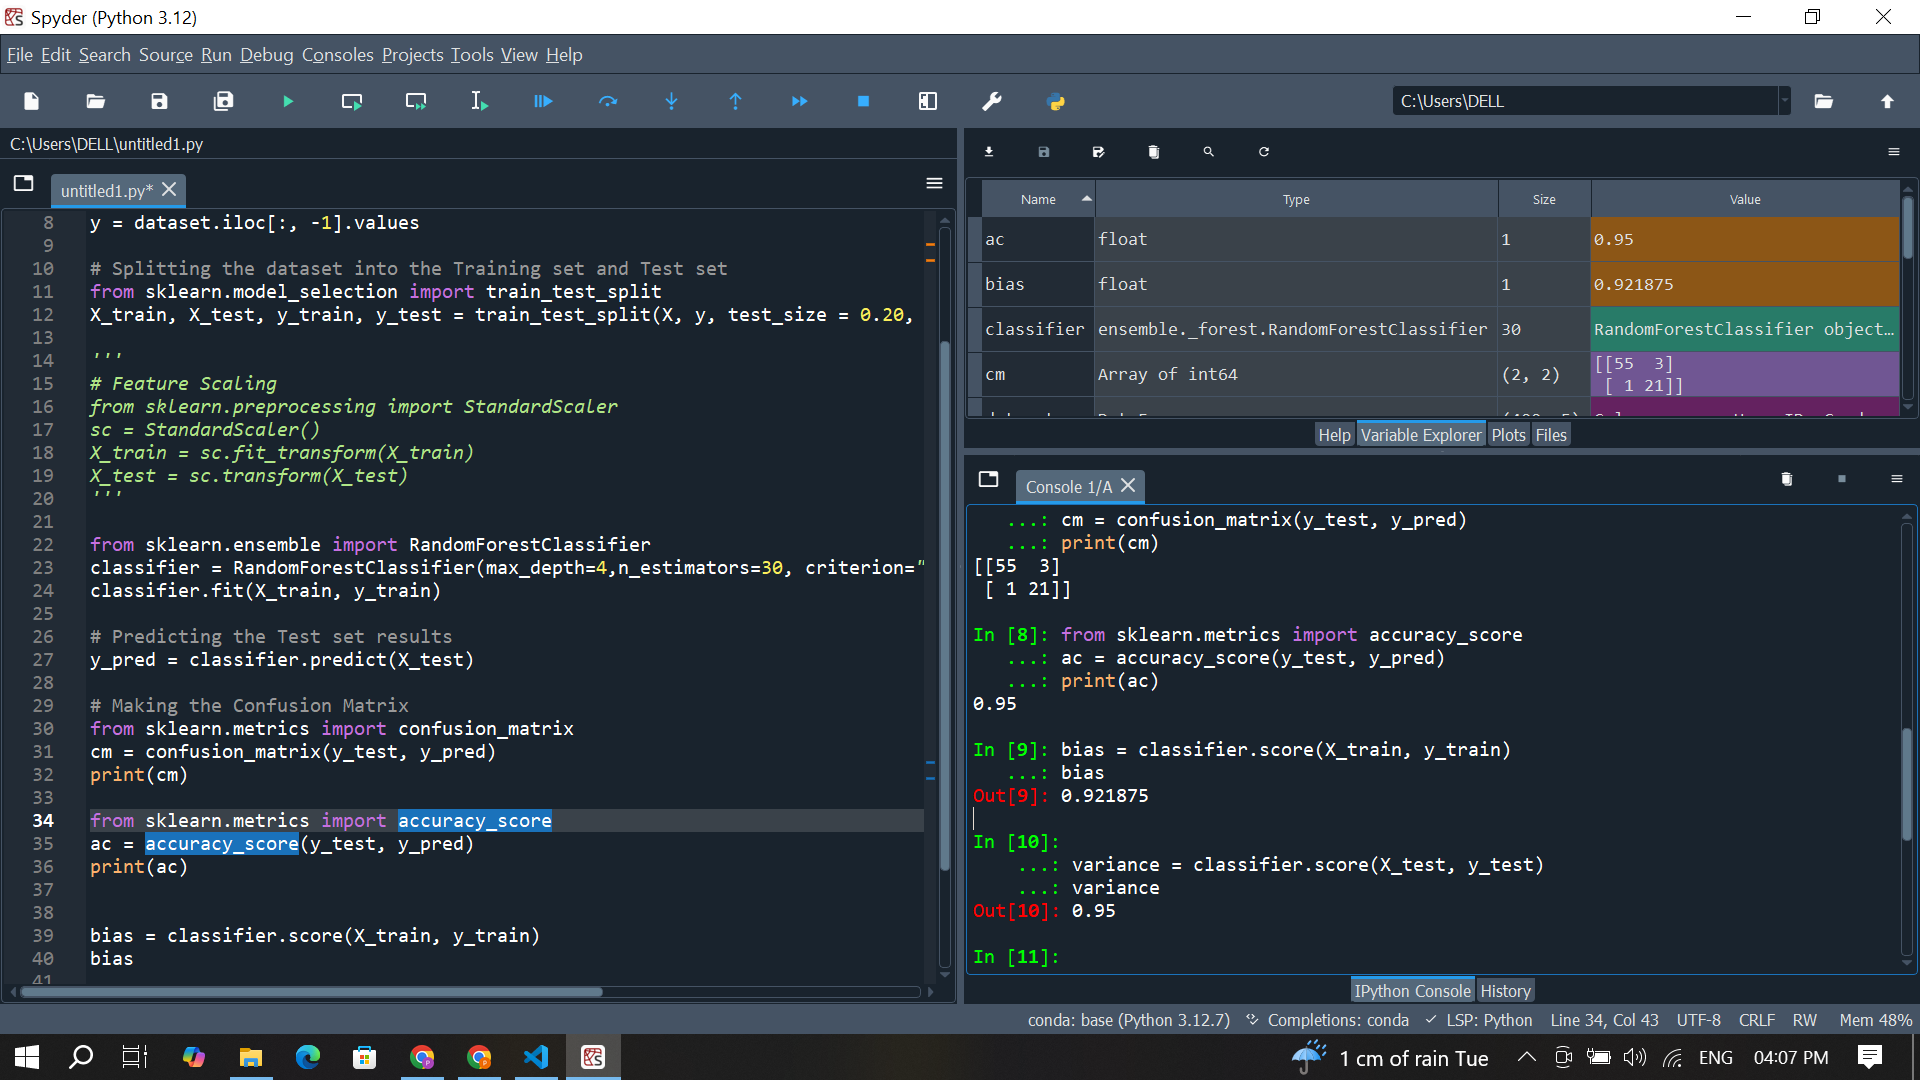 Spyder (Python 3.12)
File Edit Search Source Run Debug Consoles Projects Tools View Help
C:\Users\DELL
C:\Users\DELL\untitled1.py
untitled1.py*
8 y = dataset.iloc[:, -1].values
9
10 # Splitting the dataset into the Training set and Test set
11 from sklearn.model_selection import train_test_split
12 X_train, X_test, y_train, y_test = train_test_split(X, y, test_size = 0.20,
13
14 '''
15 # Feature Scaling
16 from sklearn.preprocessing import StandardScaler
17 sc = StandardScaler()
18 X_train = sc.fit_transform(X_train)
19 X_test = sc.transform(X_test)
20 '''
21
22 from sklearn.ensemble import RandomForestClassifier
23 classifier = RandomForestClassifier(max_depth=4,n_estimators=30, criterion="
24 classifier.fit(X_train, y_train)
25
26 # Predicting the Test set results
27 y_pred = classifier.predict(X_test)
28
29 # Making the Confusion Matrix
30 from sklearn.metrics import confusion_matrix
31 cm = confusion_matrix(y_test, y_pred)
32 print(cm)
33
34 from sklearn.metrics import accuracy_score
35 ac = accuracy_score(y_test, y_pred)
36 print(ac)
37
38
39 bias = classifier.score(X_train, y_train)
40 bias
41
Name Type Size Value
ac float 1 0.95
bias float 1 0.921875
classifier ensemble._forest.RandomForestClassifier 30 RandomForestClassifier object…
cm Array of int64 (2, 2) [[55  3]
[ 1 21]]
Help Variable Explorer Plots Files
Console 1/A
...: cm = confusion_matrix(y_test, y_pred)
...: print(cm)
[[55  3]
[ 1 21]]
In [8]: from sklearn.metrics import accuracy_score
...: ac = accuracy_score(y_test, y_pred)
...: print(ac)
0.95
In [9]: bias = classifier.score(X_train, y_train)
...: bias
Out[9]: 0.921875
In [10]:
...: variance = classifier.score(X_test, y_test)
...: variance
Out[10]: 0.95
In [11]:
IPython Console History
conda: base (Python 3.12.7) Completions: conda LSP: Python Line 34, Col 43 UTF-8 CRLF RW Mem 48%
1 cm of rain Tue ENG 04:07 PM